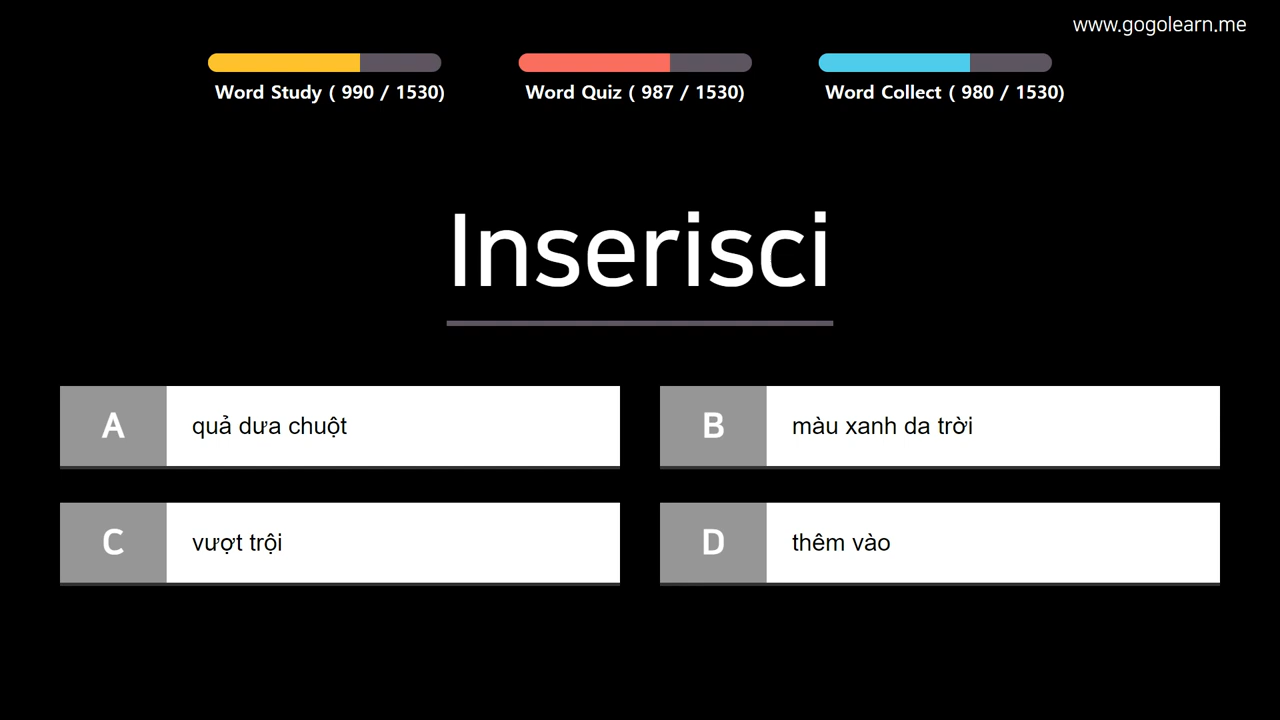 www.gogolearn.me
Word Study ( 990 / 1530)
Word Quiz ( 987 / 1530)
Word Collect ( 980 / 1530)
Inserisci
A
quả dưa chuột
B
màu xanh da trời
C
vượt trội
D
thêm vào